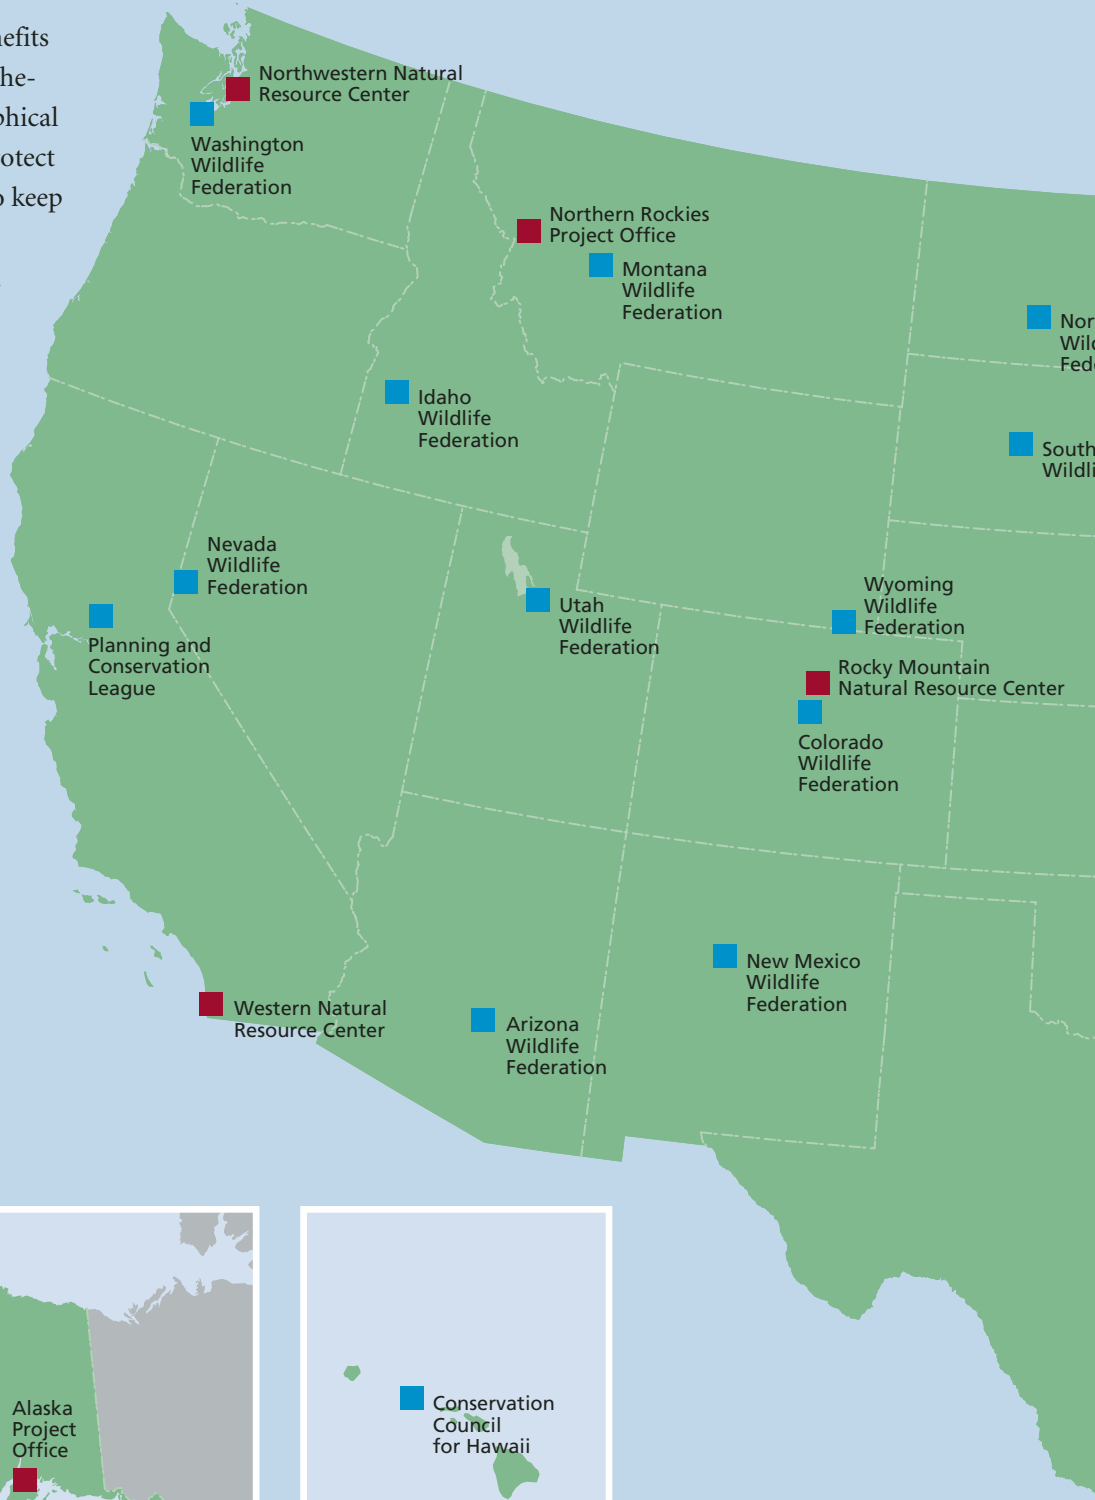 Northwestern Natural
Resource Center
Washington
Wildlife
Federation
Northern Rockies
Project Office
Montana
Wildlife
Federation
Idaho
Wildlife
Federation
South
Nevada
Wildlife
Federation
Utah
Wildlife
Federation
Wyoming
Wildlife
Federation
Planning and
Conservation
League
Rocky Mountain
Natural Resource Center
Colorado
Wildlife
Federation
New Mexico
Wildlife
Federation
Western Natural
Resource Center
Arizona
Wildlife
Federation
Alaska
Project
Office
Conservation
Council
for Hawaii
keep